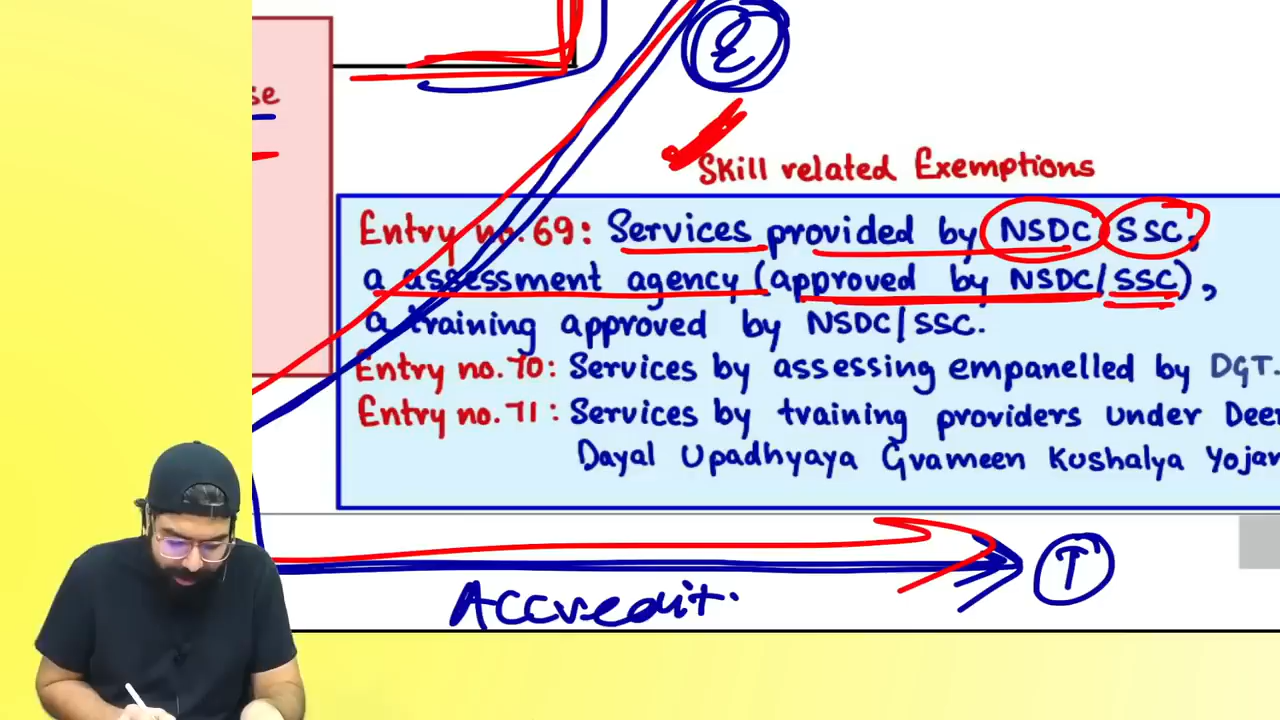 se
E
Skill related Exemptions
Entry no. 69: Services provided by NSDC SSC,
a assessment agency (approved by NSDC/SSC),
a training approved by NSDC/SSC.
Entry no. 70: Services by assessing empanelled by DGT.
Entry no. 71: Services by training providers under Deen
Dayal Upadhyaya Grameen Kushalya Yojan
Accredit.
T